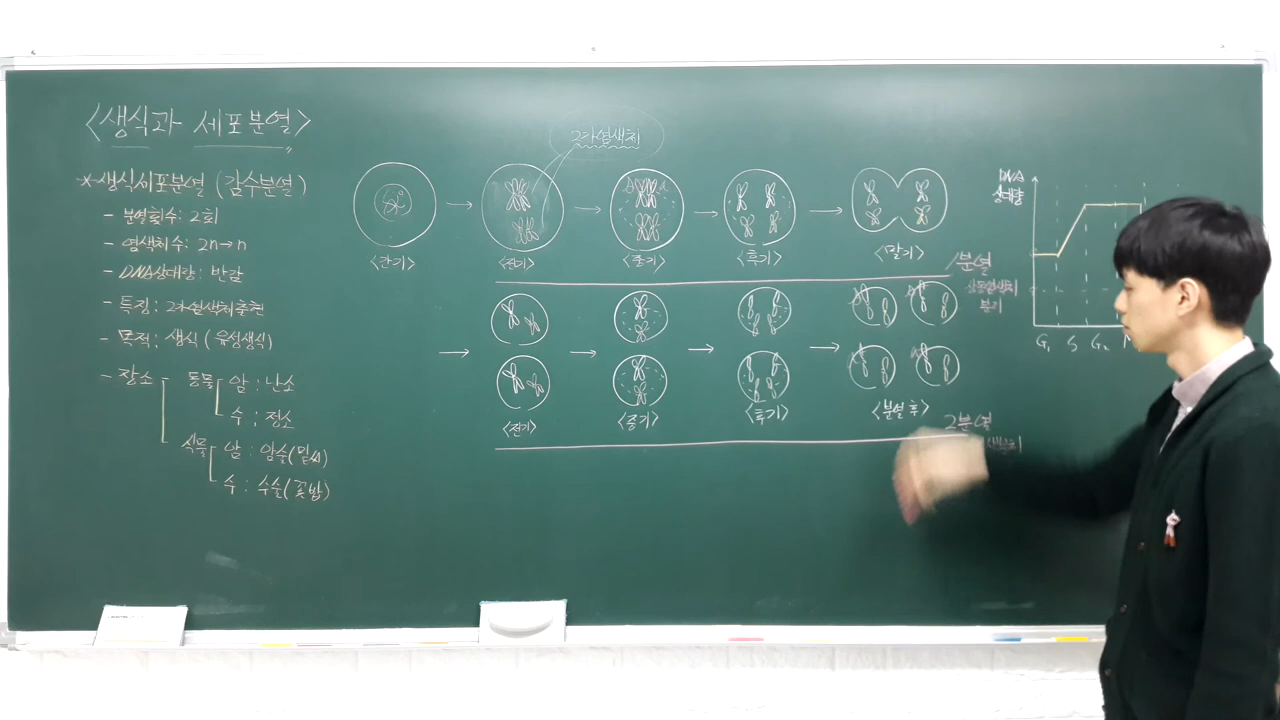 <생식과 세포분열>
* 생식세포분열 (감수분열)
- 분열횟수: 2회
- 염색체수: 2n→n
- DNA상대량: 반감
- 특징: 2가염색체출현
- 목적: 생식 (유성생식)
- 장소 동물 암: 난소
수: 정소
식물 암: 암술(밑씨)
수: 수술(꽃밥)
2가염색체
<간기>
<전기>
<중기>
<후기>
<말기>
1분열
상동염색체
분리
<전기>
<중기>
<후기>
<분열 후>
2분열
DNA
상대량
G₁ S G₂